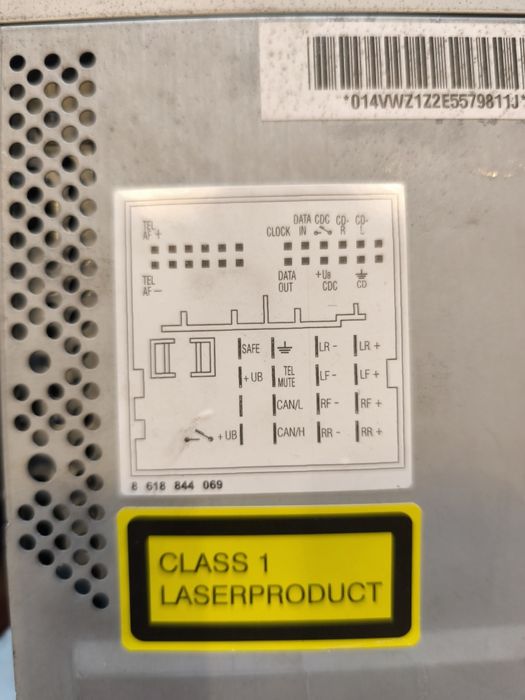 *014VWZ1Z2E5579811J*
TEL
AF +
CLOCK
DATA
IN
CDC
CD-
R
CD-
L
TEL
AF -
DATA
OUT
+Ua
CDC
CD
SAFE
LR -
LR +
+ UB
TEL
MUTE
LF -
LF +
CAN/L
RF -
RF +
+ UB
CAN/H
RR -
RR +
8 618 844 069
CLASS 1
LASERPRODUCT